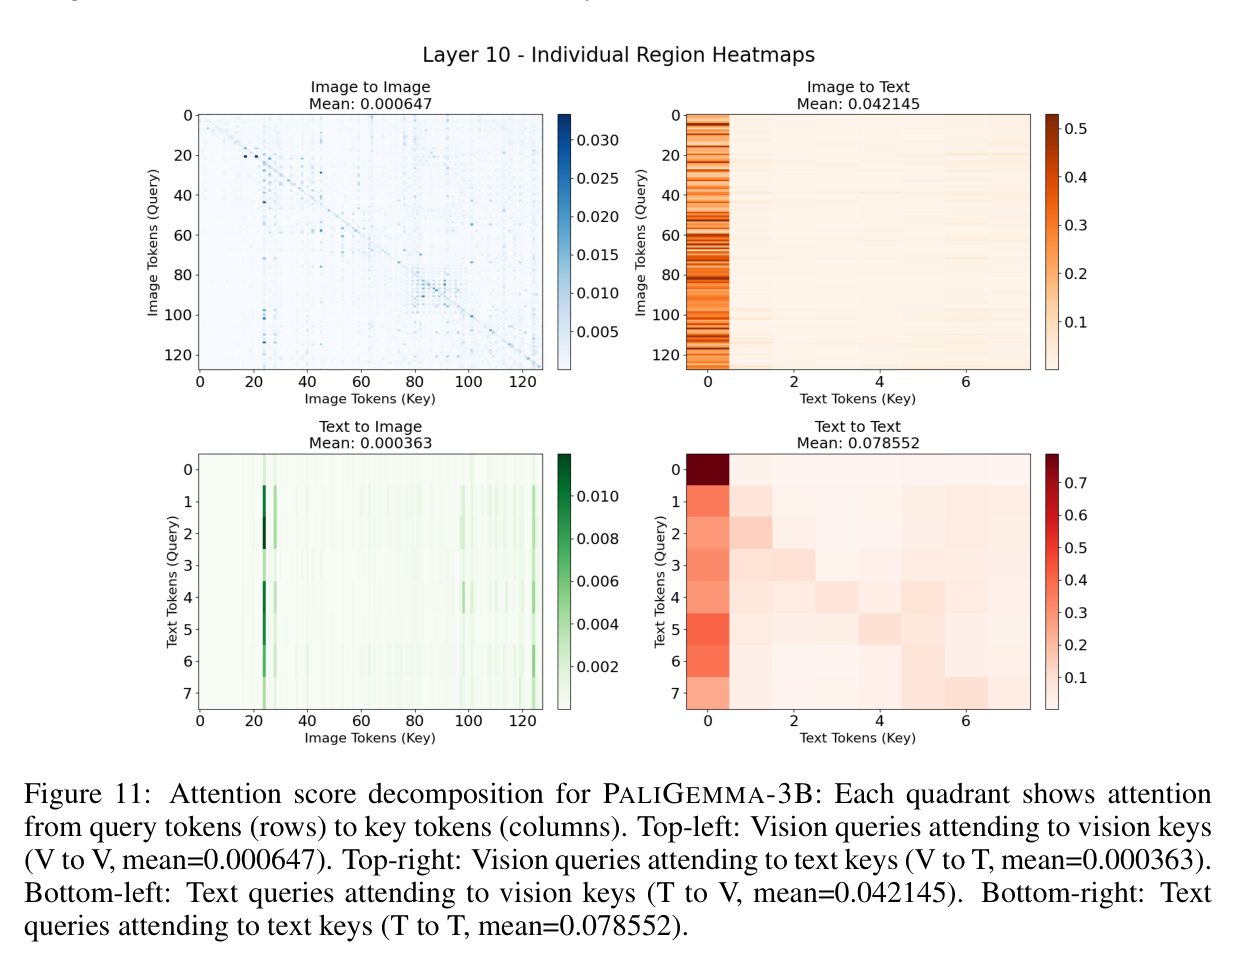 Layer 10 - Individual Region Heatmaps
Image to Image
Mean: 0.000647
0
20
40
60
80
100
120
Image Tokens (Query)
0 20 40 60 80 100 120
Image Tokens (Key)
0.030
0.025
0.020
0.015
0.010
0.005
Image to Text
Mean: 0.042145
0
20
40
60
80
100
120
Image Tokens (Query)
0 2 4 6
Text Tokens (Key)
0.5
0.4
0.3
0.2
0.1
Text to Image
Mean: 0.000363
0
1
2
3
4
5
6
7
Text Tokens (Query)
0 20 40 60 80 100 120
Image Tokens (Key)
0.010
0.008
0.006
0.004
0.002
Text to Text
Mean: 0.078552
0
1
2
3
4
5
6
7
Text Tokens (Query)
0 2 4 6
Text Tokens (Key)
0.7
0.6
0.5
0.4
0.3
0.2
0.1
Figure 11: Attention score decomposition for PALIGEMMA-3B: Each quadrant shows attention
from query tokens (rows) to key tokens (columns). Top-left: Vision queries attending to vision keys
(V to V, mean=0.000647). Top-right: Vision queries attending to text keys (V to T, mean=0.000363).
Bottom-left: Text queries attending to vision keys (T to V, mean=0.042145). Bottom-right: Text
queries attending to text keys (T to T, mean=0.078552).